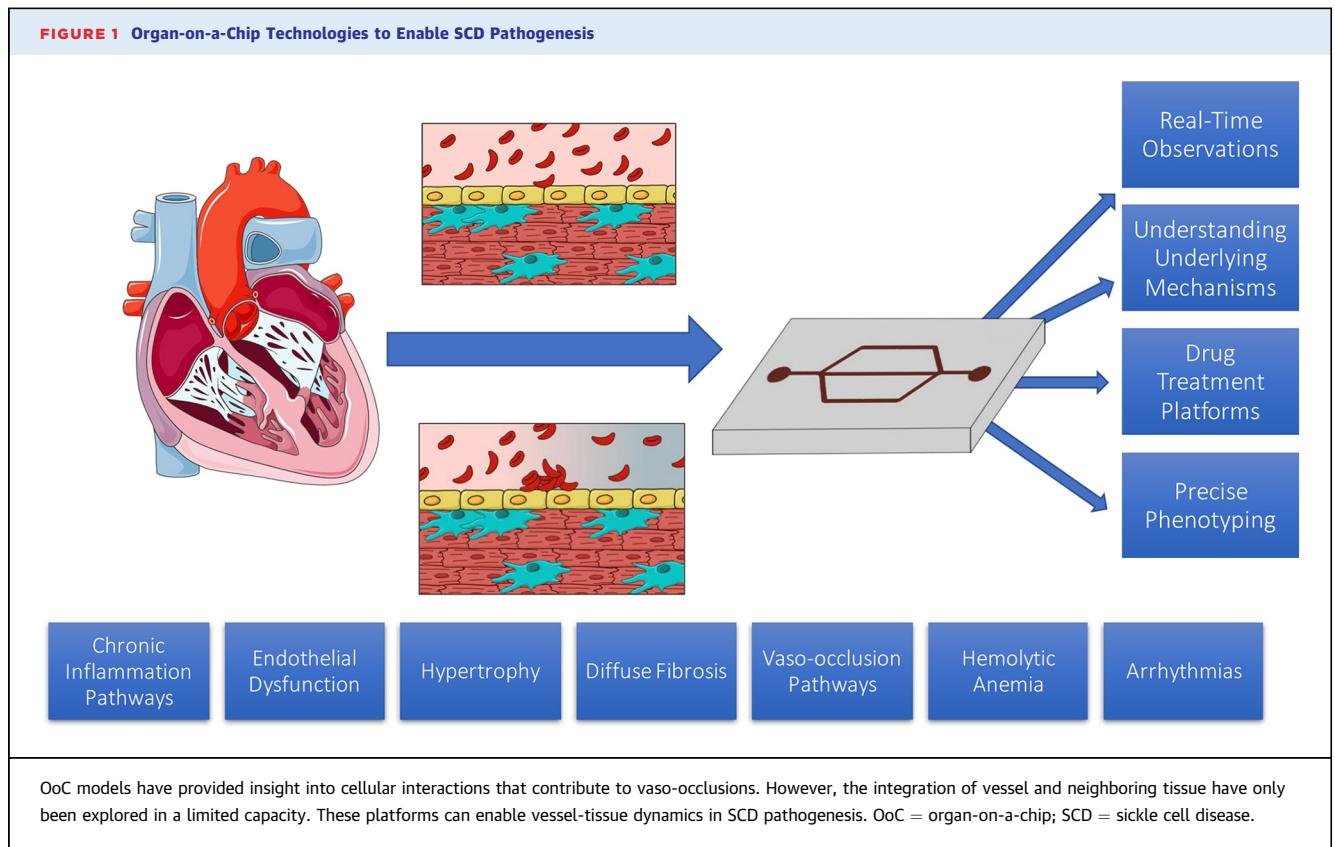 FIGURE 1 Organ-on-a-Chip Technologies to Enable SCD Pathogenesis
Real-Time
Observations
Understanding
Underlying
Mechanisms
Drug
Treatment
Platforms
Precise
Phenotyping
Chronic
Inflammation
Pathways
Endothelial
Dysfunction
Hypertrophy
Diffuse Fibrosis
Vaso-occlusion
Pathways
Hemolytic
Anemia
Arrhythmias
OoC models have provided insight into cellular interactions that contribute to vaso-occlusions. However, the integration of vessel and neighboring tissue have only
been explored in a limited capacity. These platforms can enable vessel-tissue dynamics in SCD pathogenesis. OoC = organ-on-a-chip; SCD = sickle cell disease.